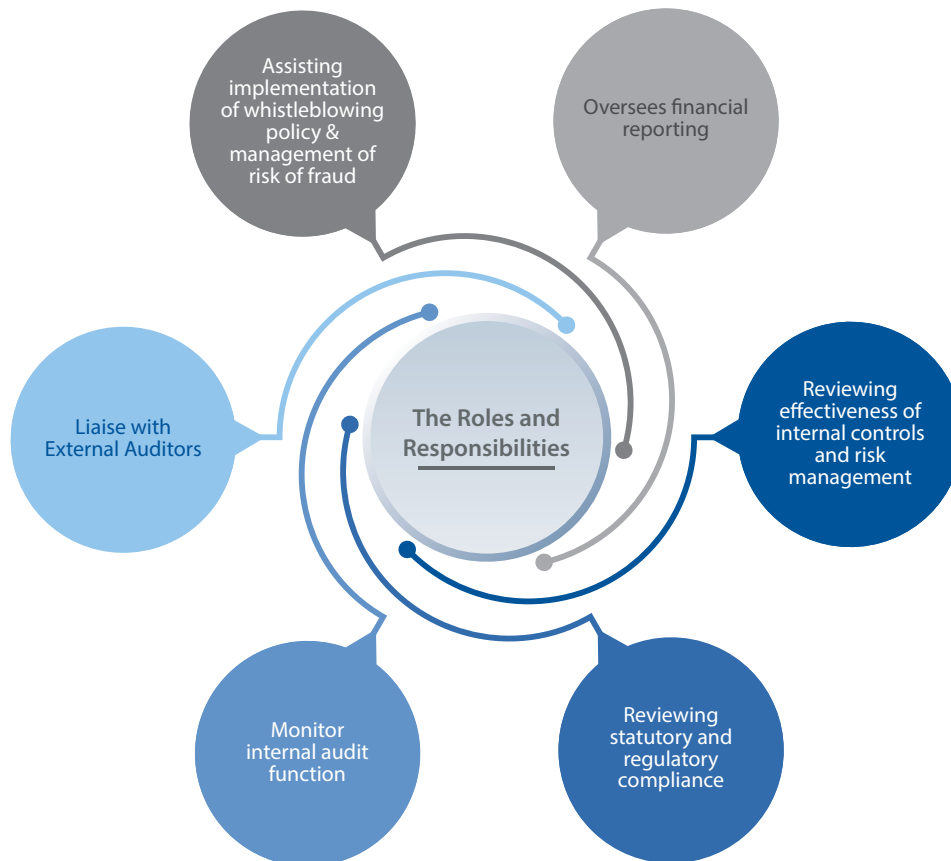 Assisting
implementation
of whistleblowing
policy &
management of
risk of fraud
Oversees financial
reporting
Liaise with
External Auditors
The Roles and
Responsibilities
Reviewing
effectiveness of
internal controls
and risk
management
Monitor
internal audit
function
Reviewing
statutory and
regulatory
compliance